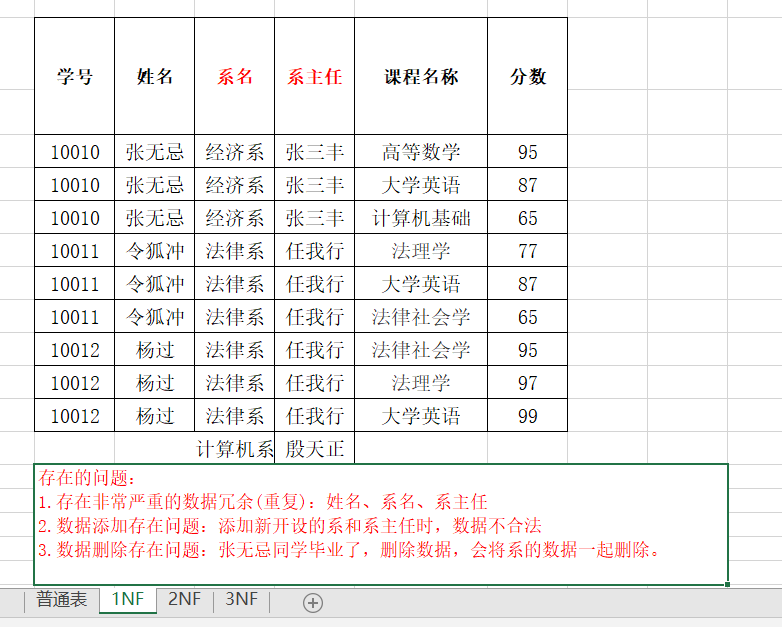 学号 姓名 系名 系主任 课程名称 分数
10010 张无忌 经济系 张三丰 高等数学 95
10010 张无忌 经济系 张三丰 大学英语 87
10010 张无忌 经济系 张三丰 计算机基础 65
10011 令狐冲 法律系 任我行 法理学 77
10011 令狐冲 法律系 任我行 大学英语 87
10011 令狐冲 法律系 任我行 法律社会学 65
10012 杨过 法律系 任我行 法律社会学 95
10012 杨过 法律系 任我行 法理学 97
10012 杨过 法律系 任我行 大学英语 99
计算机系 殷天正
存在的问题：
1.存在非常严重的数据冗余(重复)：姓名、系名、系主任
2.数据添加存在问题：添加新开设的系和系主任时，数据不合法
3.数据删除存在问题：张无忌同学毕业了，删除数据，会将系的数据一起删除。
普通表 1NF 2NF 3NF